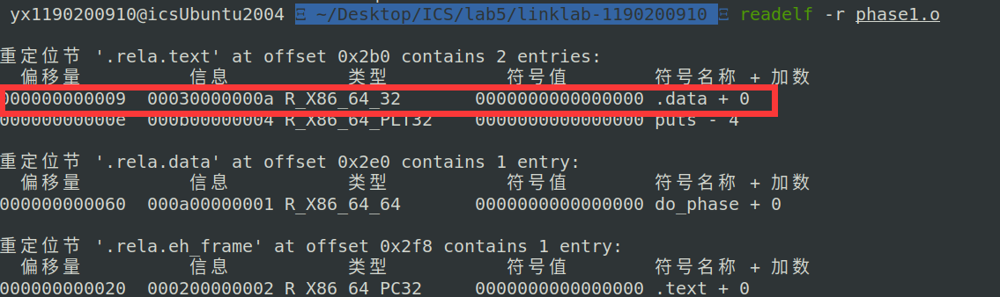 yx1190200910@icsUbuntu2004 Ξ ~/Desktop/ICS/lab5/linklab-1190200910 Ξ readelf -r phase1.o
重定位节 '.rela.text' at offset 0x2b0 contains 2 entries:
偏移量 信息 类型 符号值 符号名称 + 加数
000000000009 00030000000a R_X86_64_32 0000000000000000 .data + 0
00000000000e 000b00000004 R_X86_64_PLT32 0000000000000000 puts - 4
重定位节 '.rela.data' at offset 0x2e0 contains 1 entry:
偏移量 信息 类型 符号值 符号名称 + 加数
000000000060 000a00000001 R_X86_64_64 0000000000000000 do_phase + 0
重定位节 '.rela.eh_frame' at offset 0x2f8 contains 1 entry:
偏移量 信息 类型 符号值 符号名称 + 加数
000000000020 000200000002 R_X86_64_PC32 0000000000000000 .text + 0